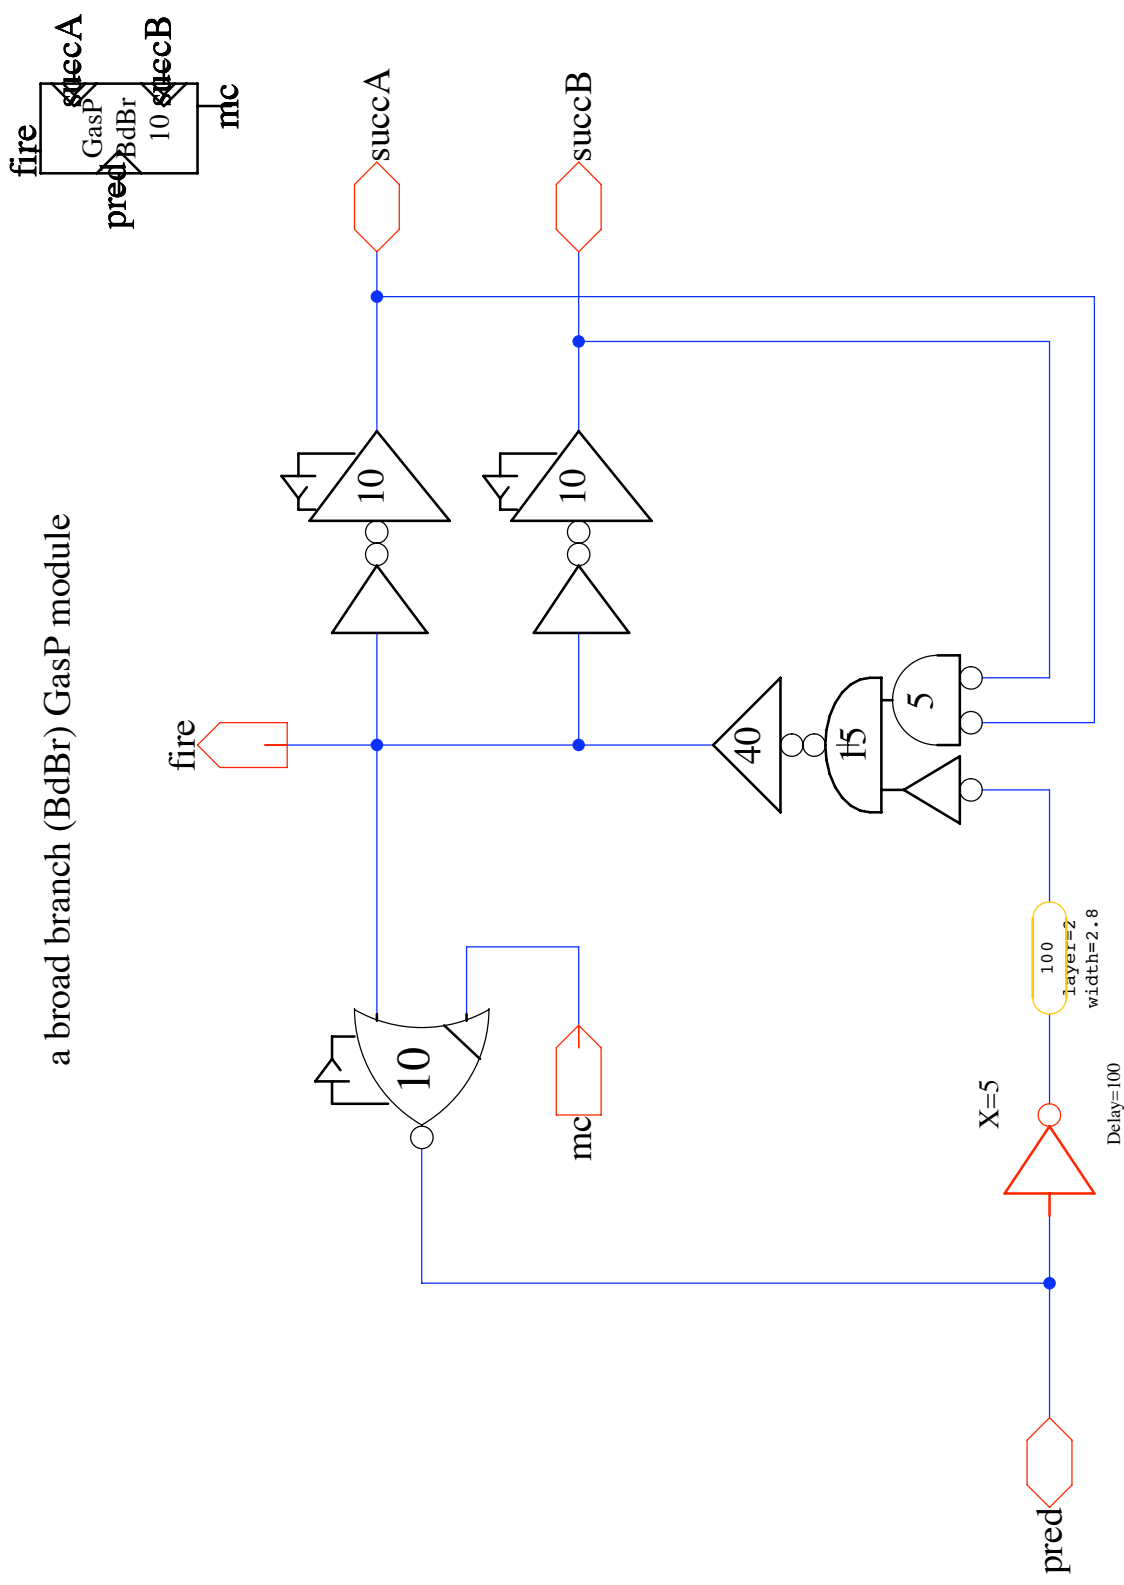 a broad branch (BdBr) GasP module
fire
pred
succA
succB
mc
GasP
BdBr
10
fire
succA
succB
10
10
10
mc
40
15
5
100
layer=2
width=2.8
X=5
Delay=100
pred